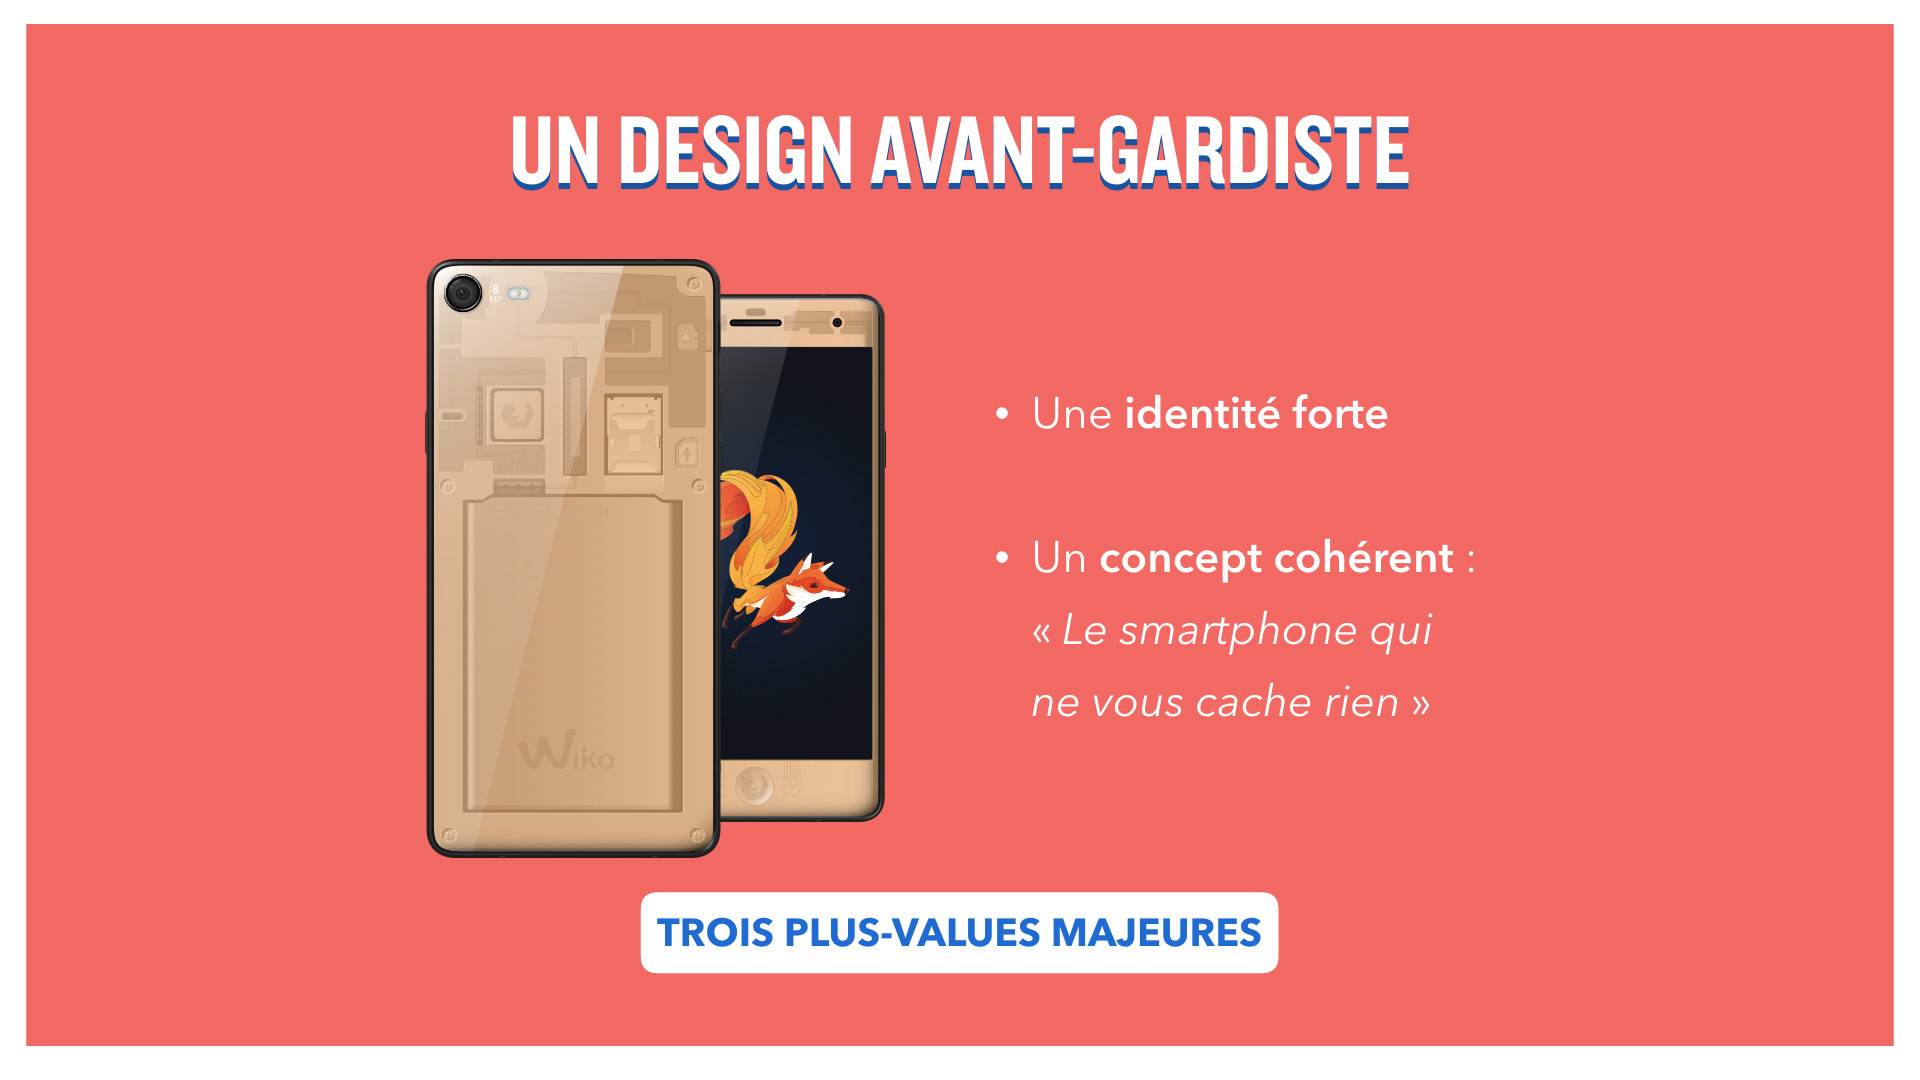 UN DESIGN AVANT-GARDISTE
8
MP
• Une identité forte
• Un concept cohérent :
« Le smartphone qui
ne vous cache rien »
Wiko
TROIS PLUS-VALUES MAJEURES